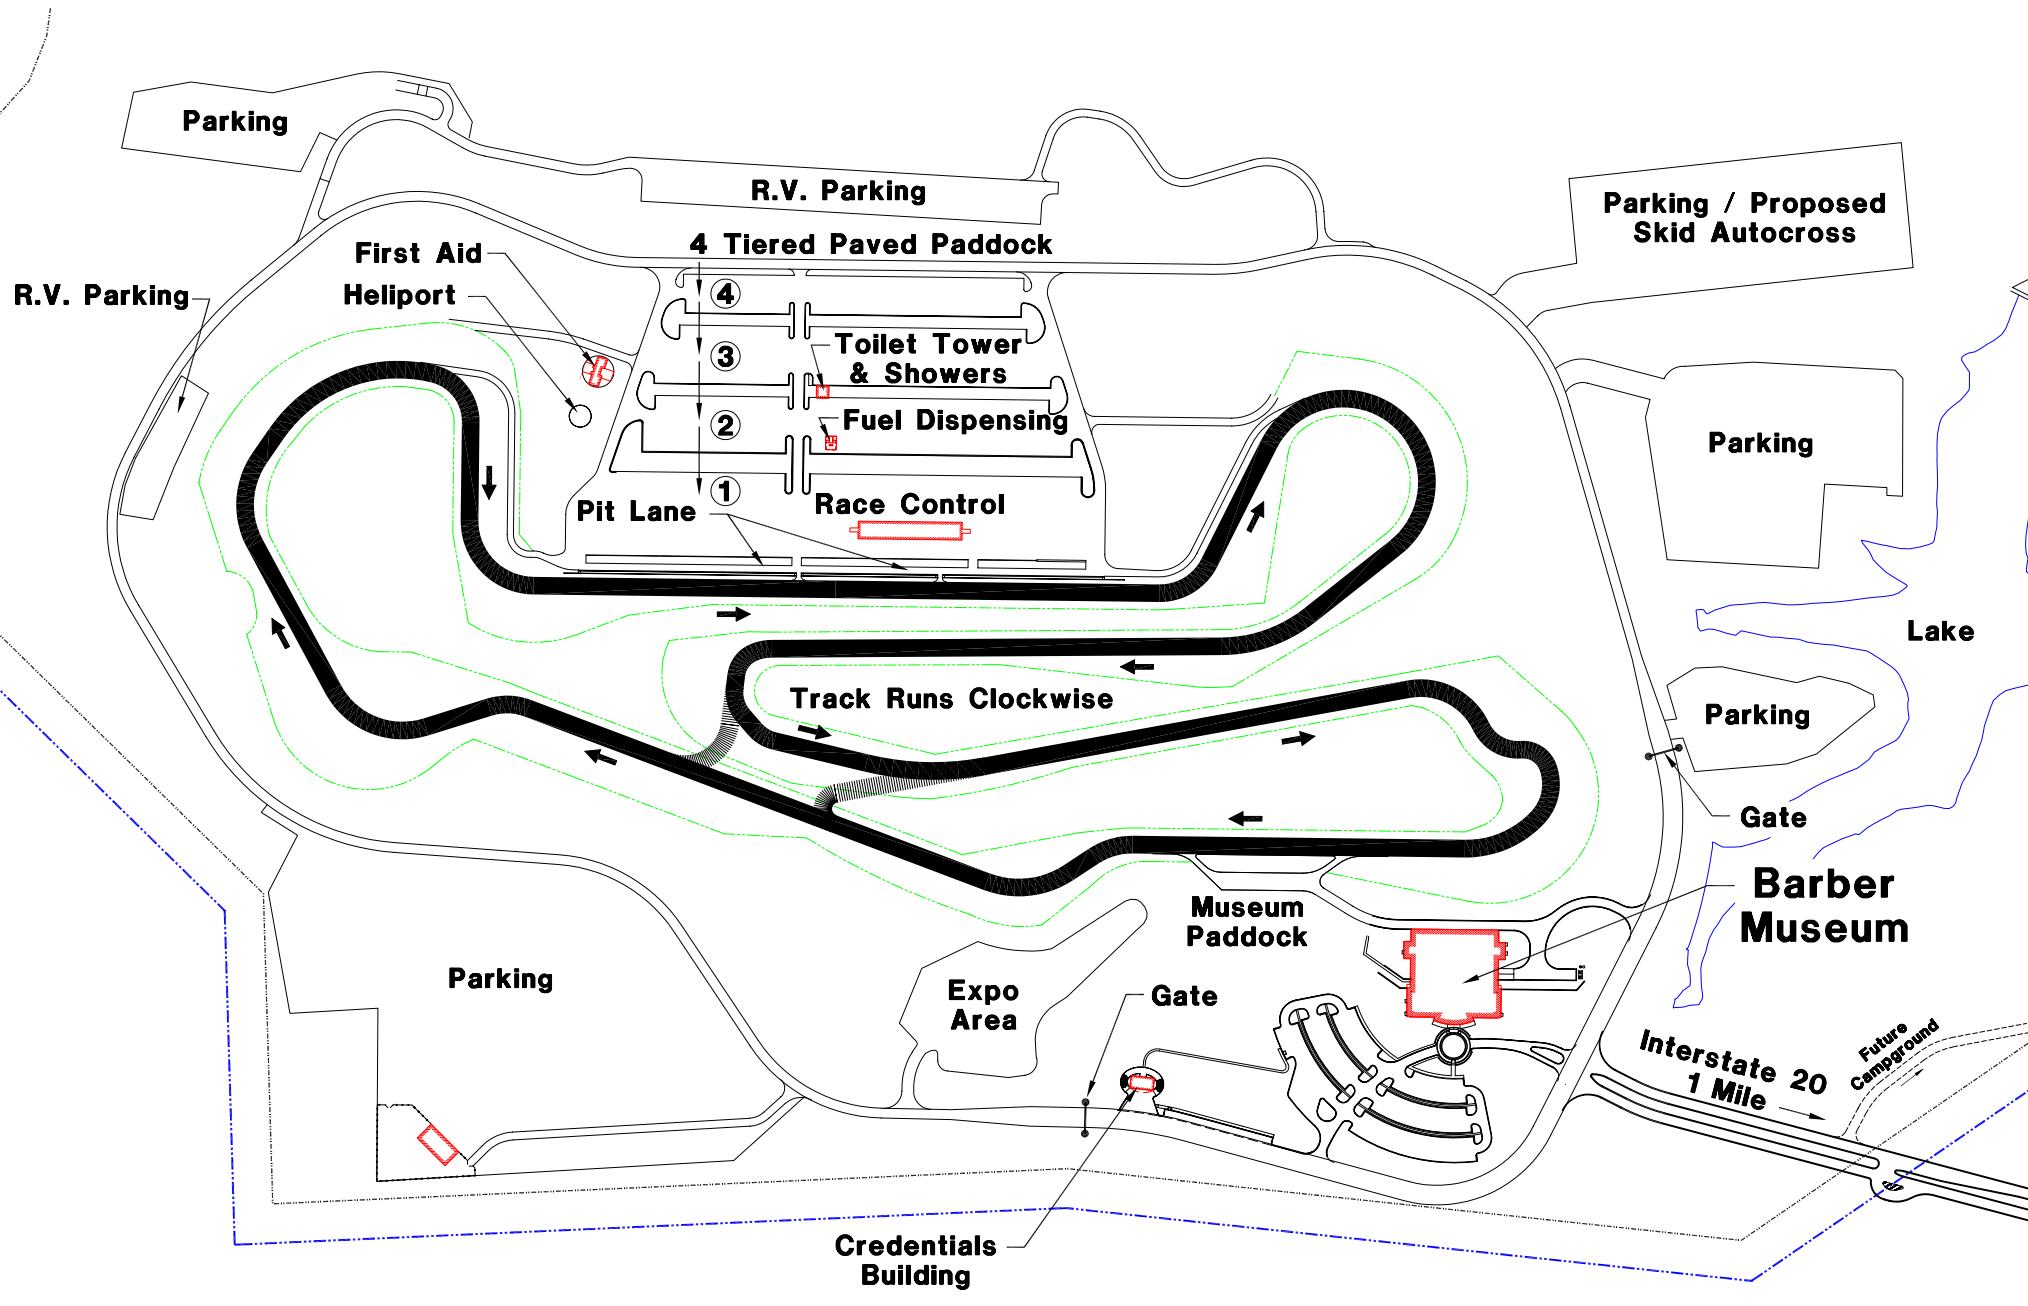 Parking
R.V. Parking
Parking / Proposed
Skid Autocross
4 Tiered Paved Paddock
First Aid
Heliport
R.V. Parking
4
Toilet Tower
& Showers
3
Fuel Dispensing
2
1
Pit Lane
Race Control
Parking
Lake
Track Runs Clockwise
Parking
Gate
Barber
Museum
Museum
Paddock
Parking
Expo
Area
Gate
Interstate 20
1 Mile
Future
Campground
Credentials
Building